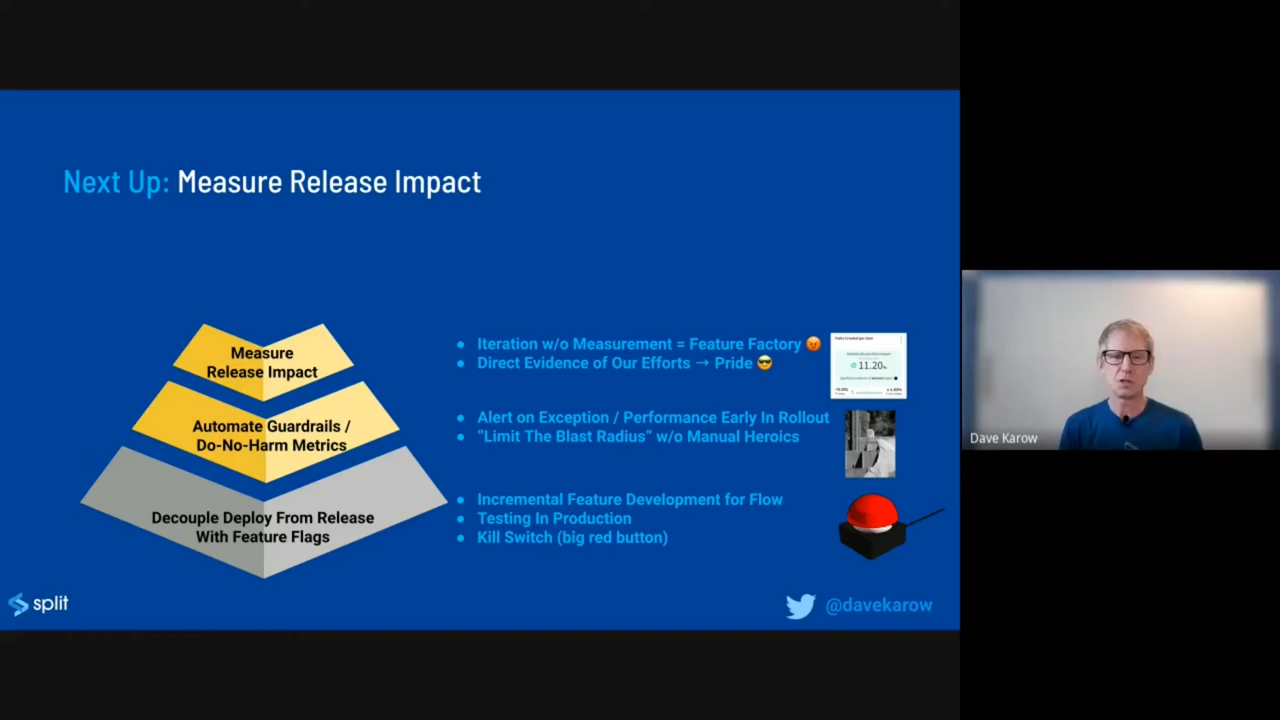 Next Up: Measure Release Impact
Measure
Release Impact
● Iteration w/o Measurement = Feature Factory 😡
● Direct Evidence of Our Efforts → Pride 😎
11.20%
Automate Guardrails /
Do-No-Harm Metrics
● Alert on Exception / Performance Early In Rollout
● "Limit The Blast Radius" w/o Manual Heroics
Decouple Deploy From Release
With Feature Flags
● Incremental Feature Development for Flow
● Testing In Production
● Kill Switch (big red button)
split
@davekarow
Dave Karow